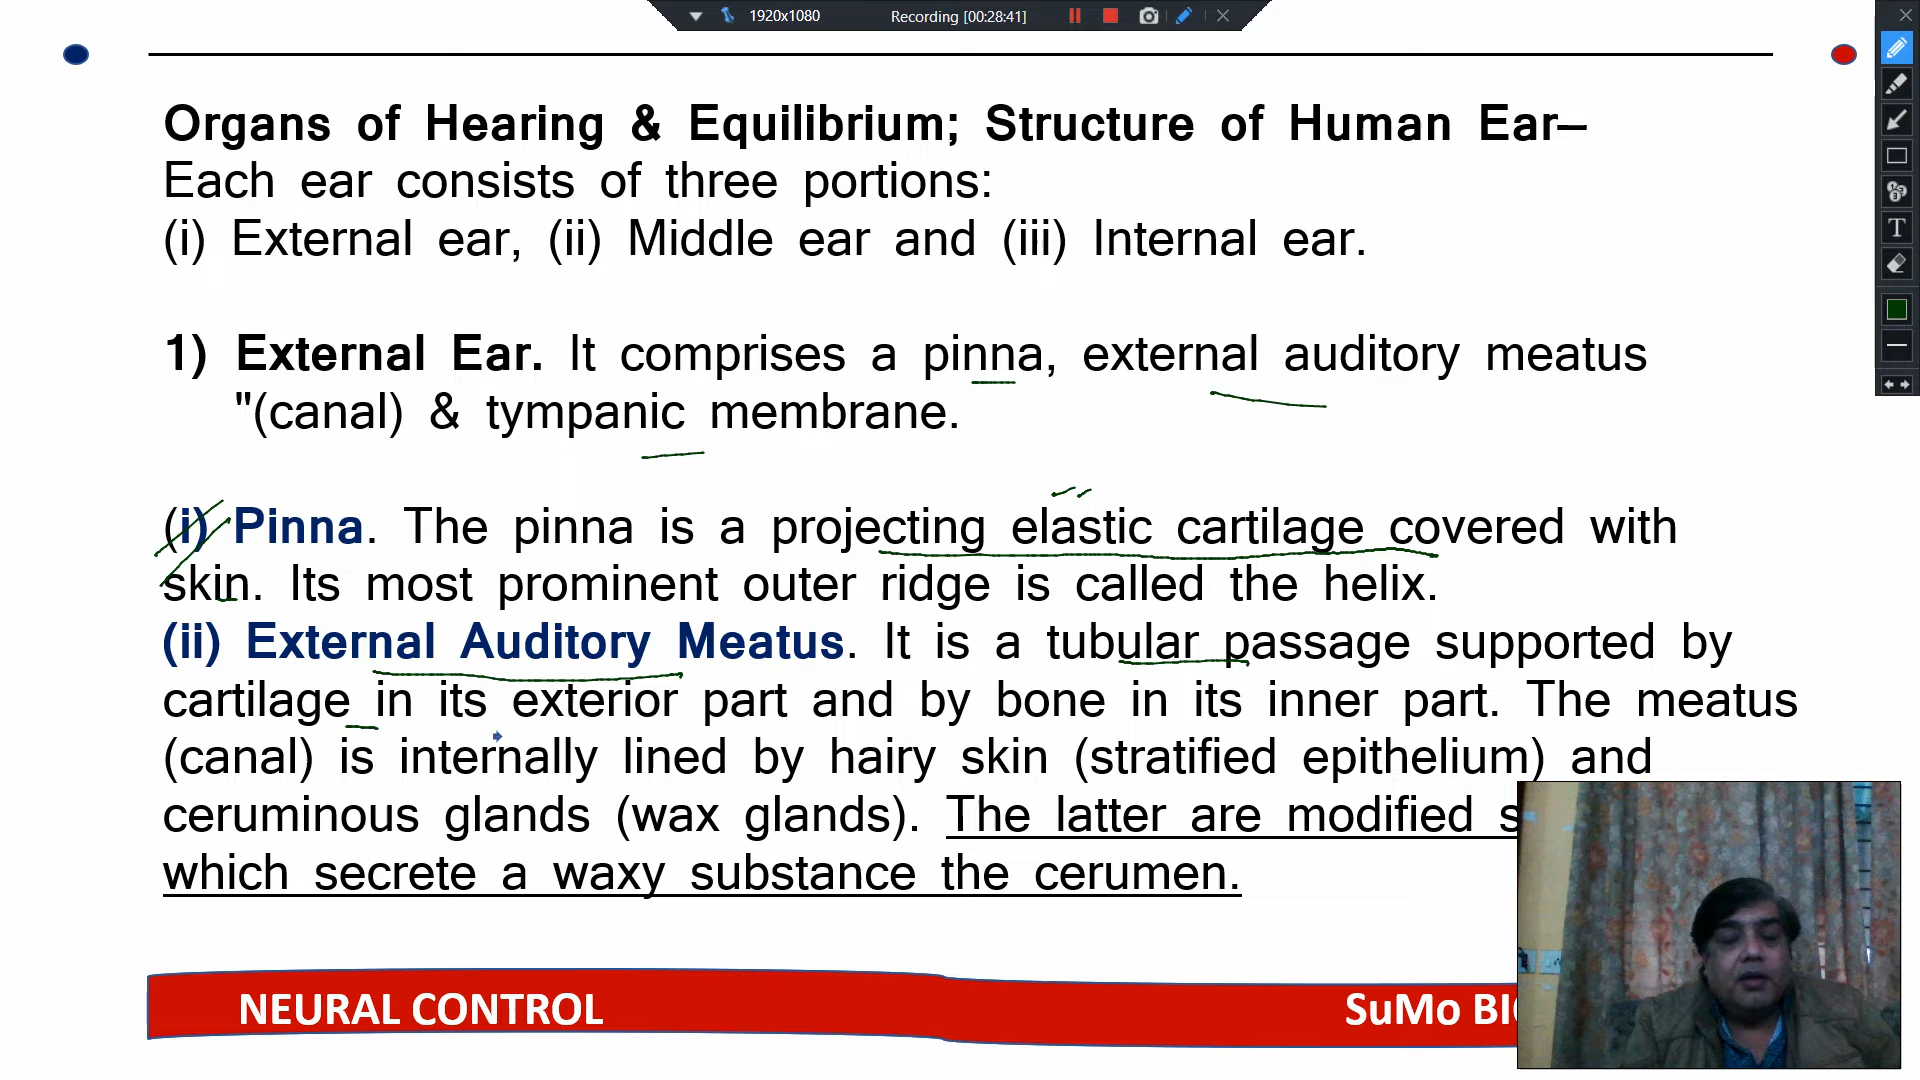 1920x1080 Recording [00:28:41]
Organs of Hearing & Equilibrium; Structure of Human Ear–
Each ear consists of three portions:
(i) External ear, (ii) Middle ear and (iii) Internal ear.
1) External Ear. It comprises a pinna, external auditory meatus
"(canal) & tympanic membrane.
(i) Pinna. The pinna is a projecting elastic cartilage covered with
skin. Its most prominent outer ridge is called the helix.
(ii) External Auditory Meatus. It is a tubular passage supported by
cartilage in its exterior part and by bone in its inner part. The meatus
(canal) is internally lined by hairy skin (stratified epithelium) and
ceruminous glands (wax glands). The latter are modified
which secrete a waxy substance the cerumen.
NEURAL CONTROL SuMo